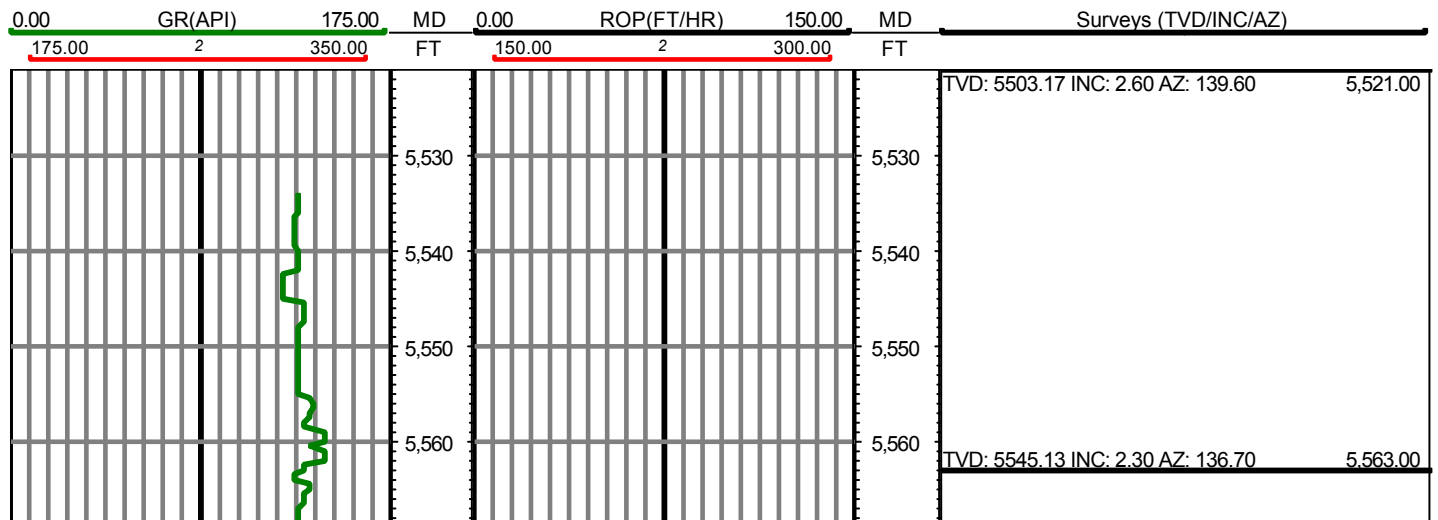 0.00 GR(API) 175.00 MD 0.00 ROP(FT/HR) 150.00 MD Surveys (TVD/INC/AZ)
175.00 2 350.00 FT 150.00 2 300.00 FT
TVD: 5503.17 INC: 2.60 AZ: 139.60 5,521.00
5,530 5,530
5,540 5,540
5,550 5,550
5,560 5,560
TVD: 5545.13 INC: 2.30 AZ: 136.70 5,563.00